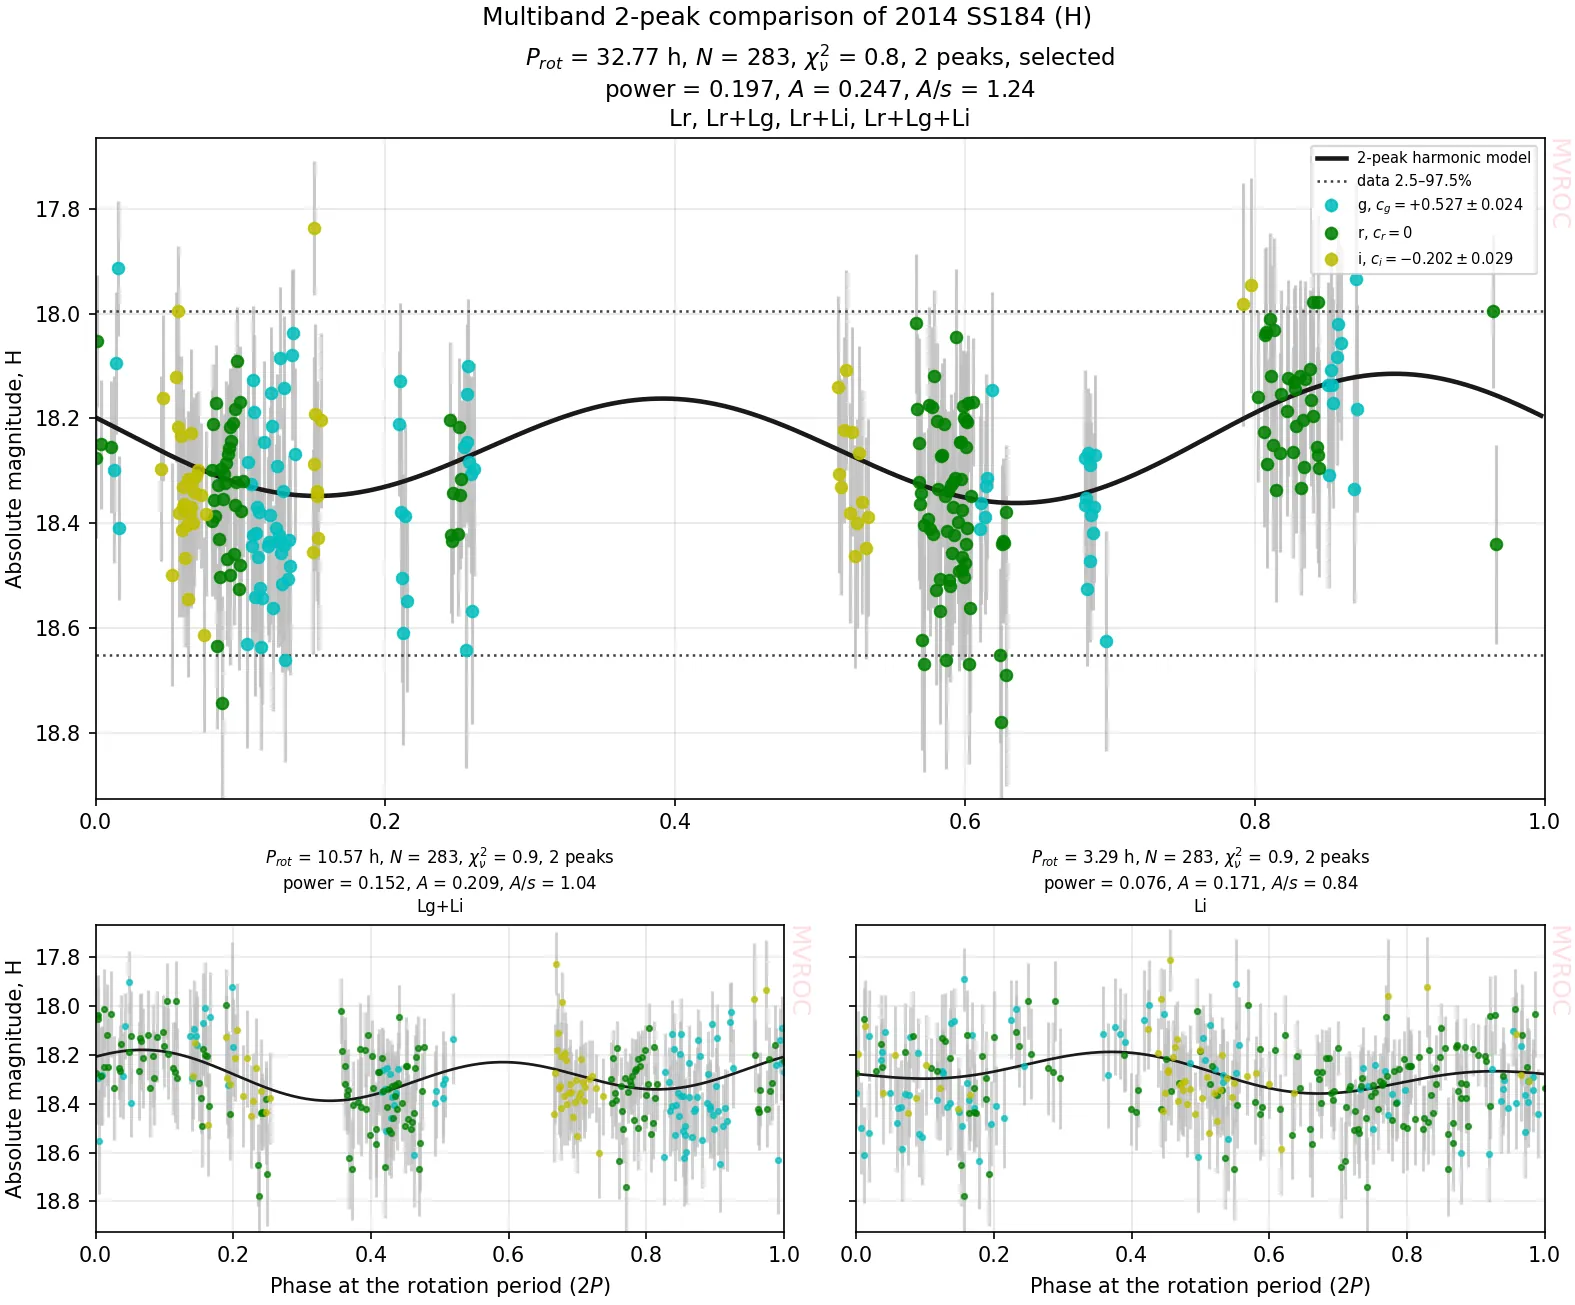 Multiband 2-peak comparison of 2014 SS184 (H)
P_rot = 32.77 h, N = 283, χ²_ν = 0.8, 2 peaks, selected
power = 0.197, A = 0.247, A/s = 1.24
Lr, Lr+Lg, Lr+Li, Lr+Lg+Li
MVROC
2-peak harmonic model
data 2.5–97.5%
g, c_g = +0.527 ± 0.024
r, c_r = 0
i, c_i = −0.202 ± 0.029
Absolute magnitude, H
17.8
18.0
18.2
18.4
18.6
18.8
0.0 0.2 0.4 0.6 0.8 1.0
P_rot = 10.57 h, N = 283, χ²_ν = 0.9, 2 peaks
power = 0.152, A = 0.209, A/s = 1.04
Lg+Li
MVROC
Absolute magnitude, H
17.8
18.0
18.2
18.4
18.6
18.8
0.0 0.2 0.4 0.6 0.8 1.0
Phase at the rotation period (2P)
P_rot = 3.29 h, N = 283, χ²_ν = 0.9, 2 peaks
power = 0.076, A = 0.171, A/s = 0.84
Li
MVROC
0.0 0.2 0.4 0.6 0.8 1.0
Phase at the rotation period (2P)